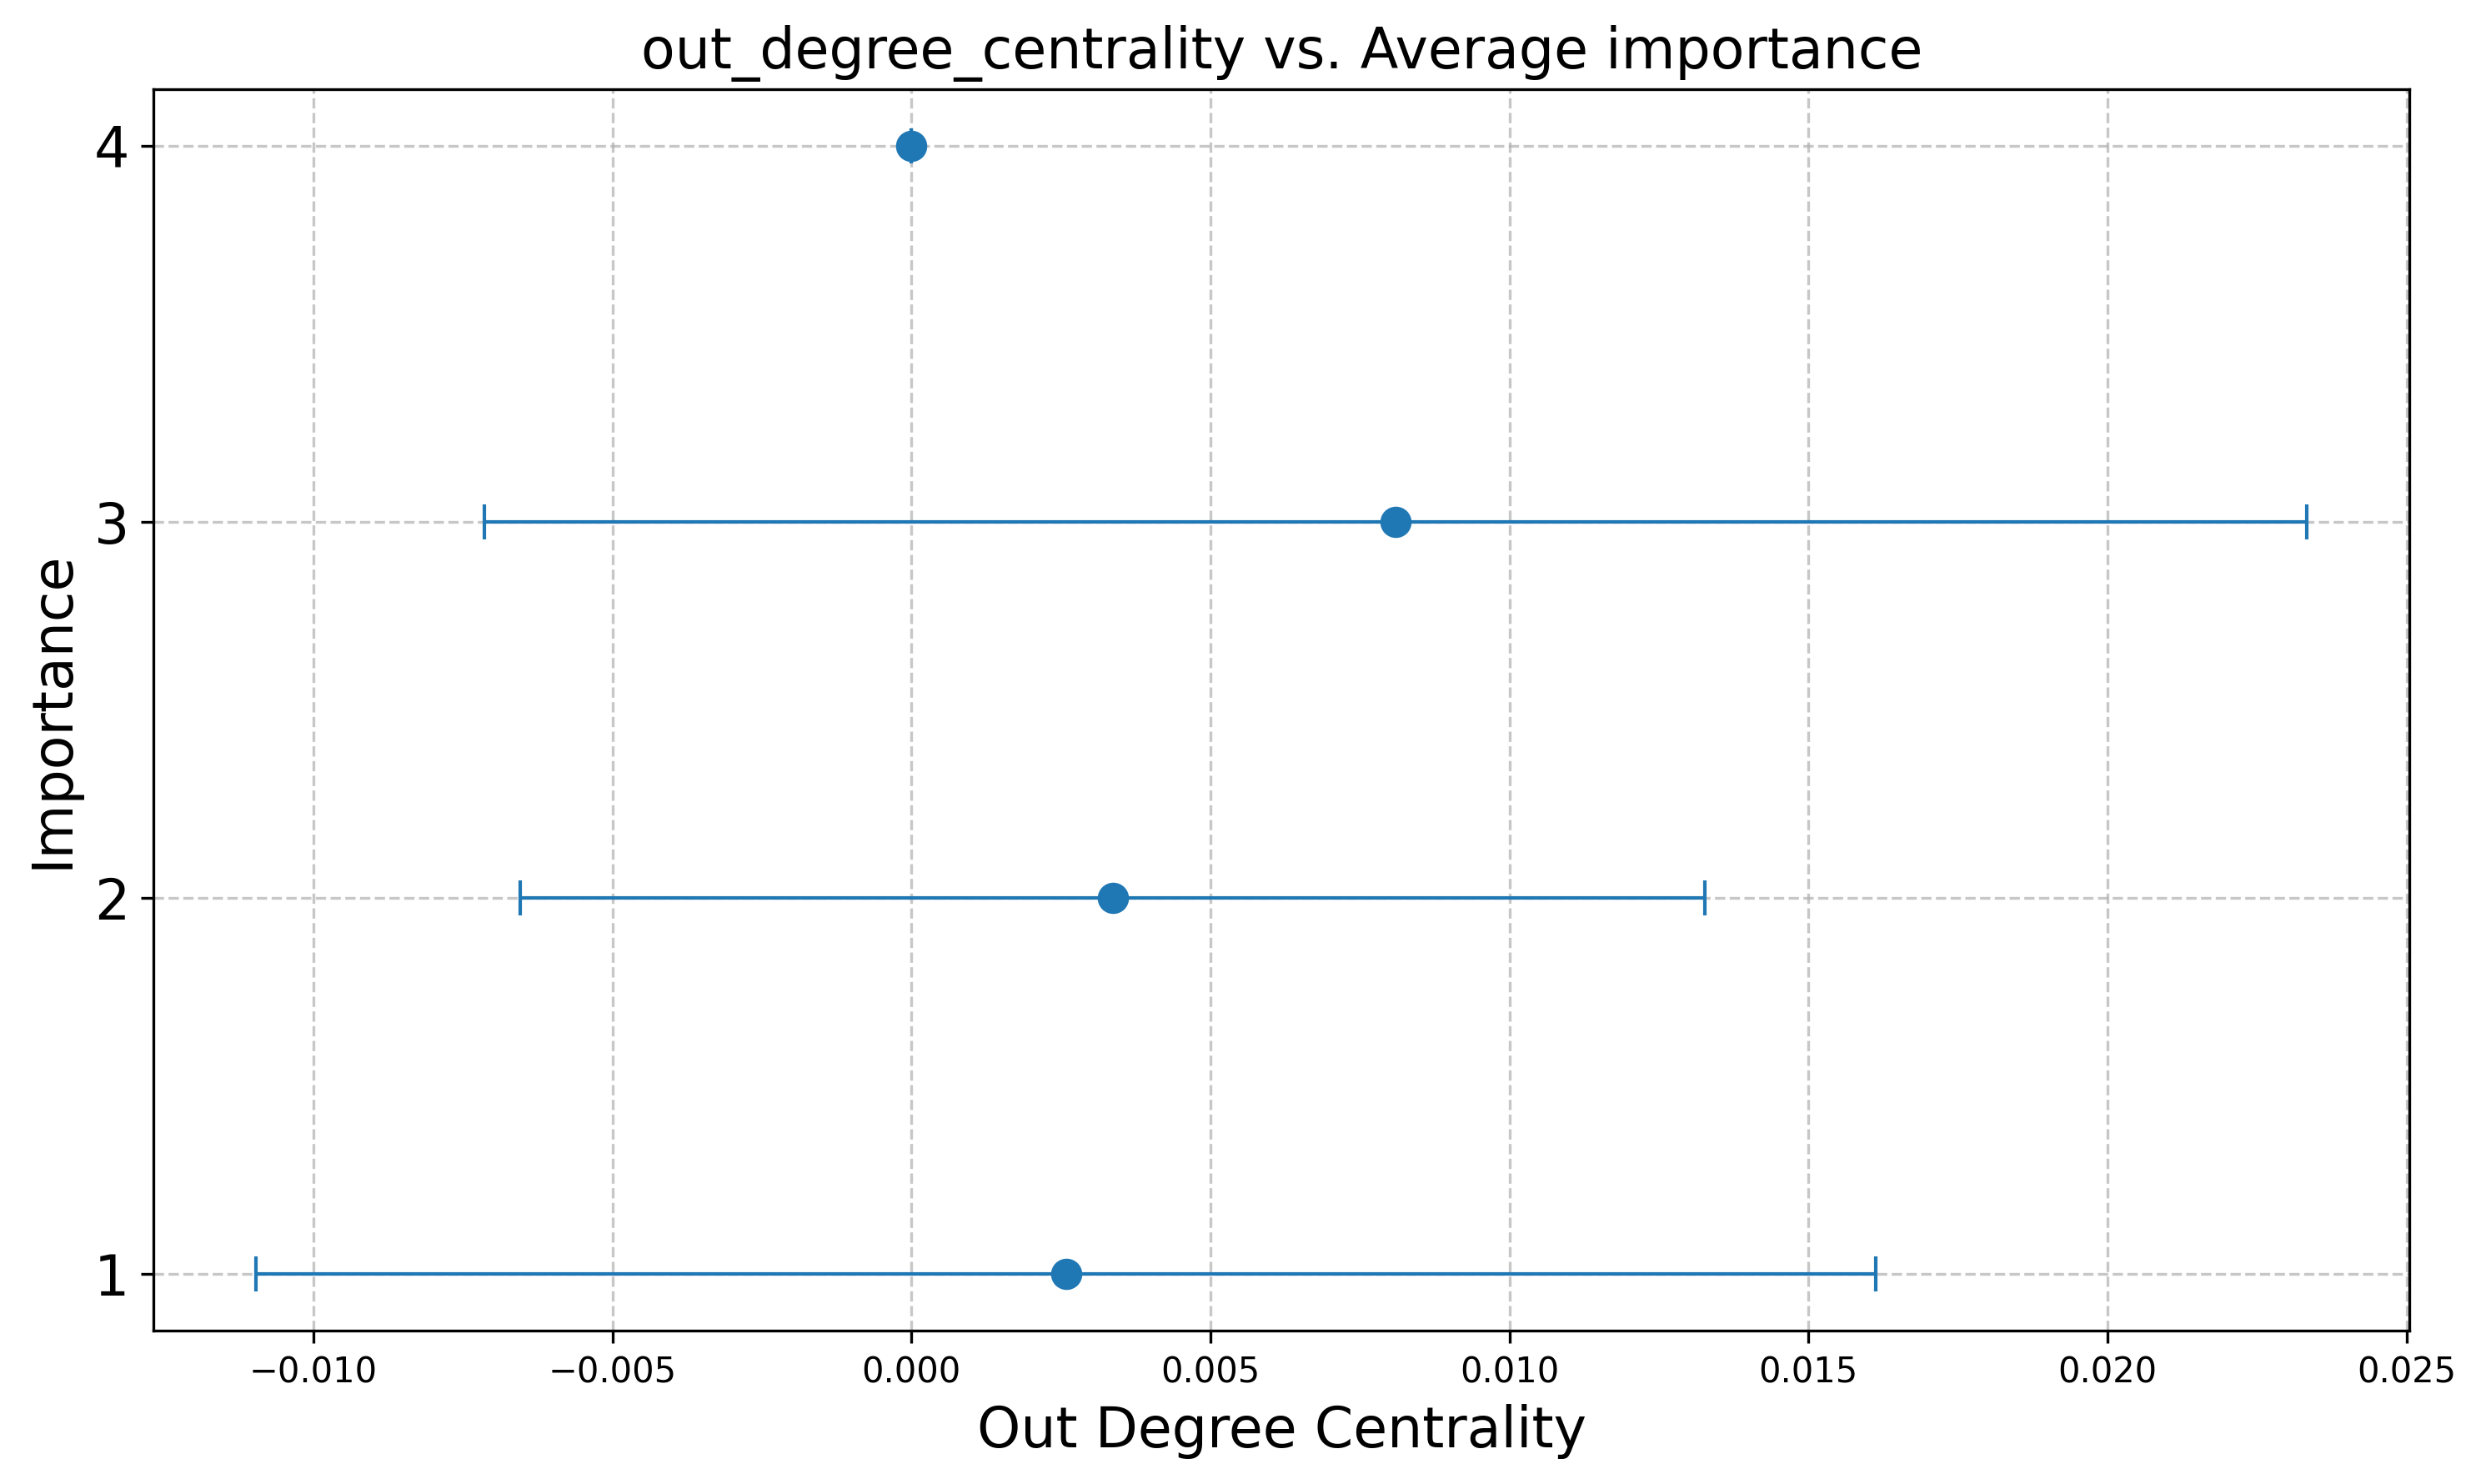 out_degree_centrality vs. Average importance
4
3
2
1
Importance
−0.010 −0.005 0.000 0.005 0.010 0.015 0.020 0.025
Out Degree Centrality